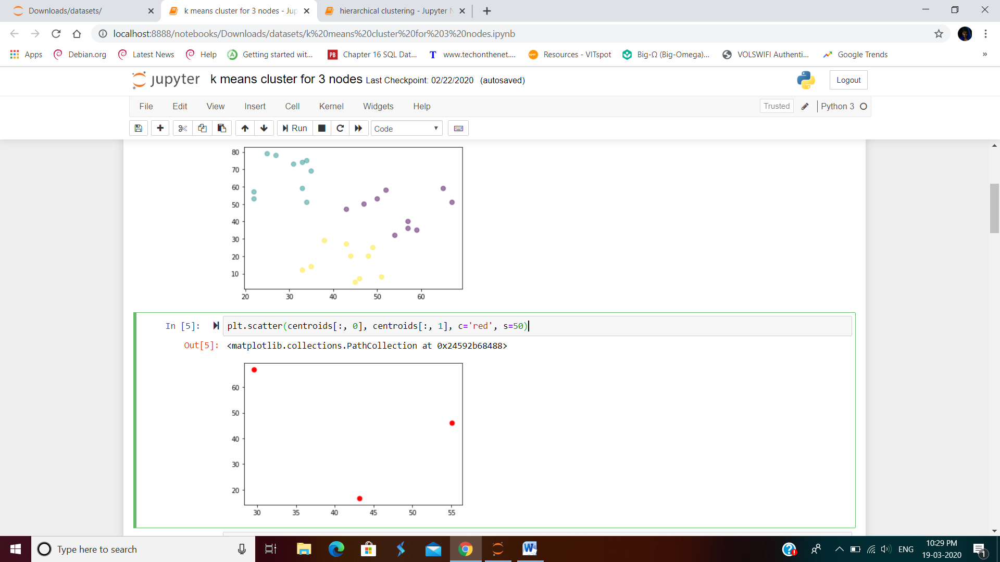 Downloads/datasets/ k means cluster for 3 nodes - Jup hierarchical clustering - Jupyter N
localhost:8888/notebooks/Downloads/datasets/k%20means%20cluster%20for%203%20nodes.ipynb
Apps Debian.org Latest News Help Getting started wit... PB Chapter 16 SQL Dat... T www.techonthenet.... spot Resources - VITspot Big-Ω (Big-Omega)... VOLSWIFI Authenti... Google Trends »
jupyter k means cluster for 3 nodes Last Checkpoint: 02/22/2020 (autosaved) Logout
File Edit View Insert Cell Kernel Widgets Help Trusted Python 3
Run Code
80
70
60
50
40
30
20
10
20 30 40 50 60
In [5]: plt.scatter(centroids[:, 0], centroids[:, 1], c='red', s=50)
Out[5]: <matplotlib.collections.PathCollection at 0x24592b68488>
60
50
40
30
20
30 35 40 45 50 55
Type here to search ENG 10:29 PM
19-03-2020 1